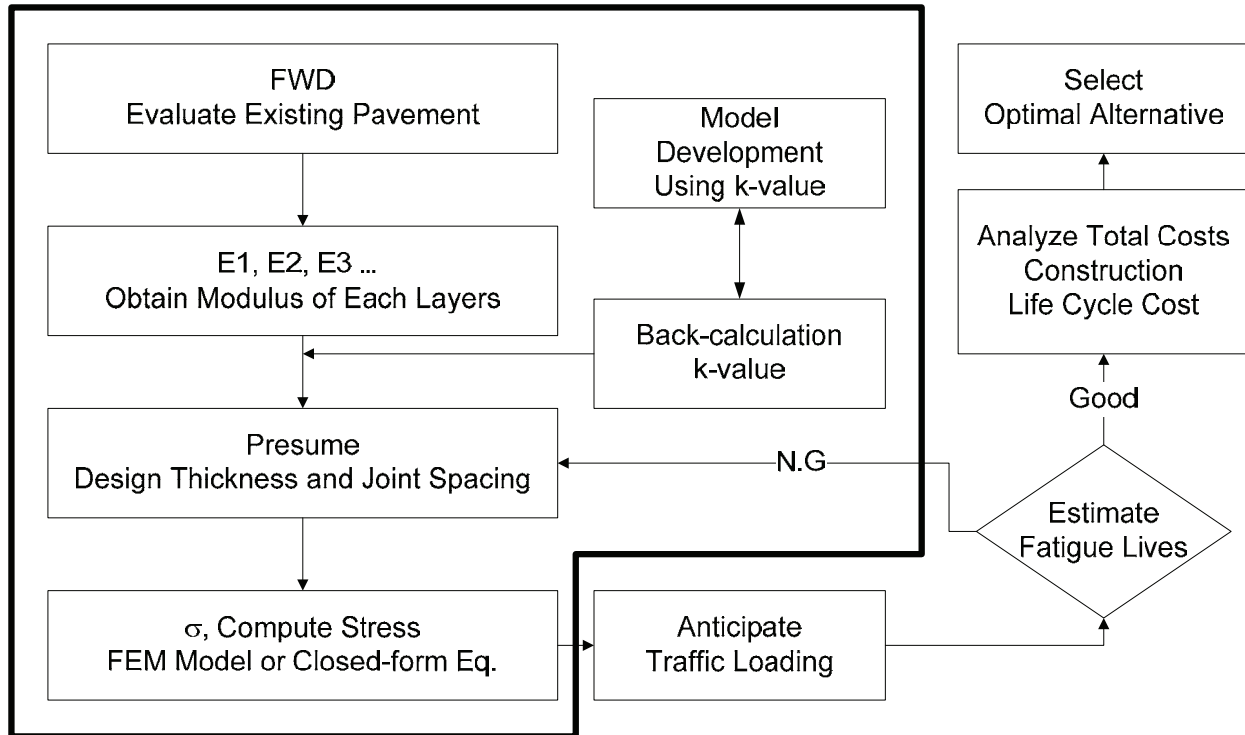 FWD
Evaluate Existing Pavement
E1, E2, E3 ...
Obtain Modulus of Each Layers
Model
Development
Using k-value
Back-calculation
k-value
Presume
Design Thickness and Joint Spacing
σ, Compute Stress
FEM Model or Closed-form Eq.
Anticipate
Traffic Loading
Estimate
Fatigue Lives
N.G
Good
Analyze Total Costs
Construction
Life Cycle Cost
Select
Optimal Alternative